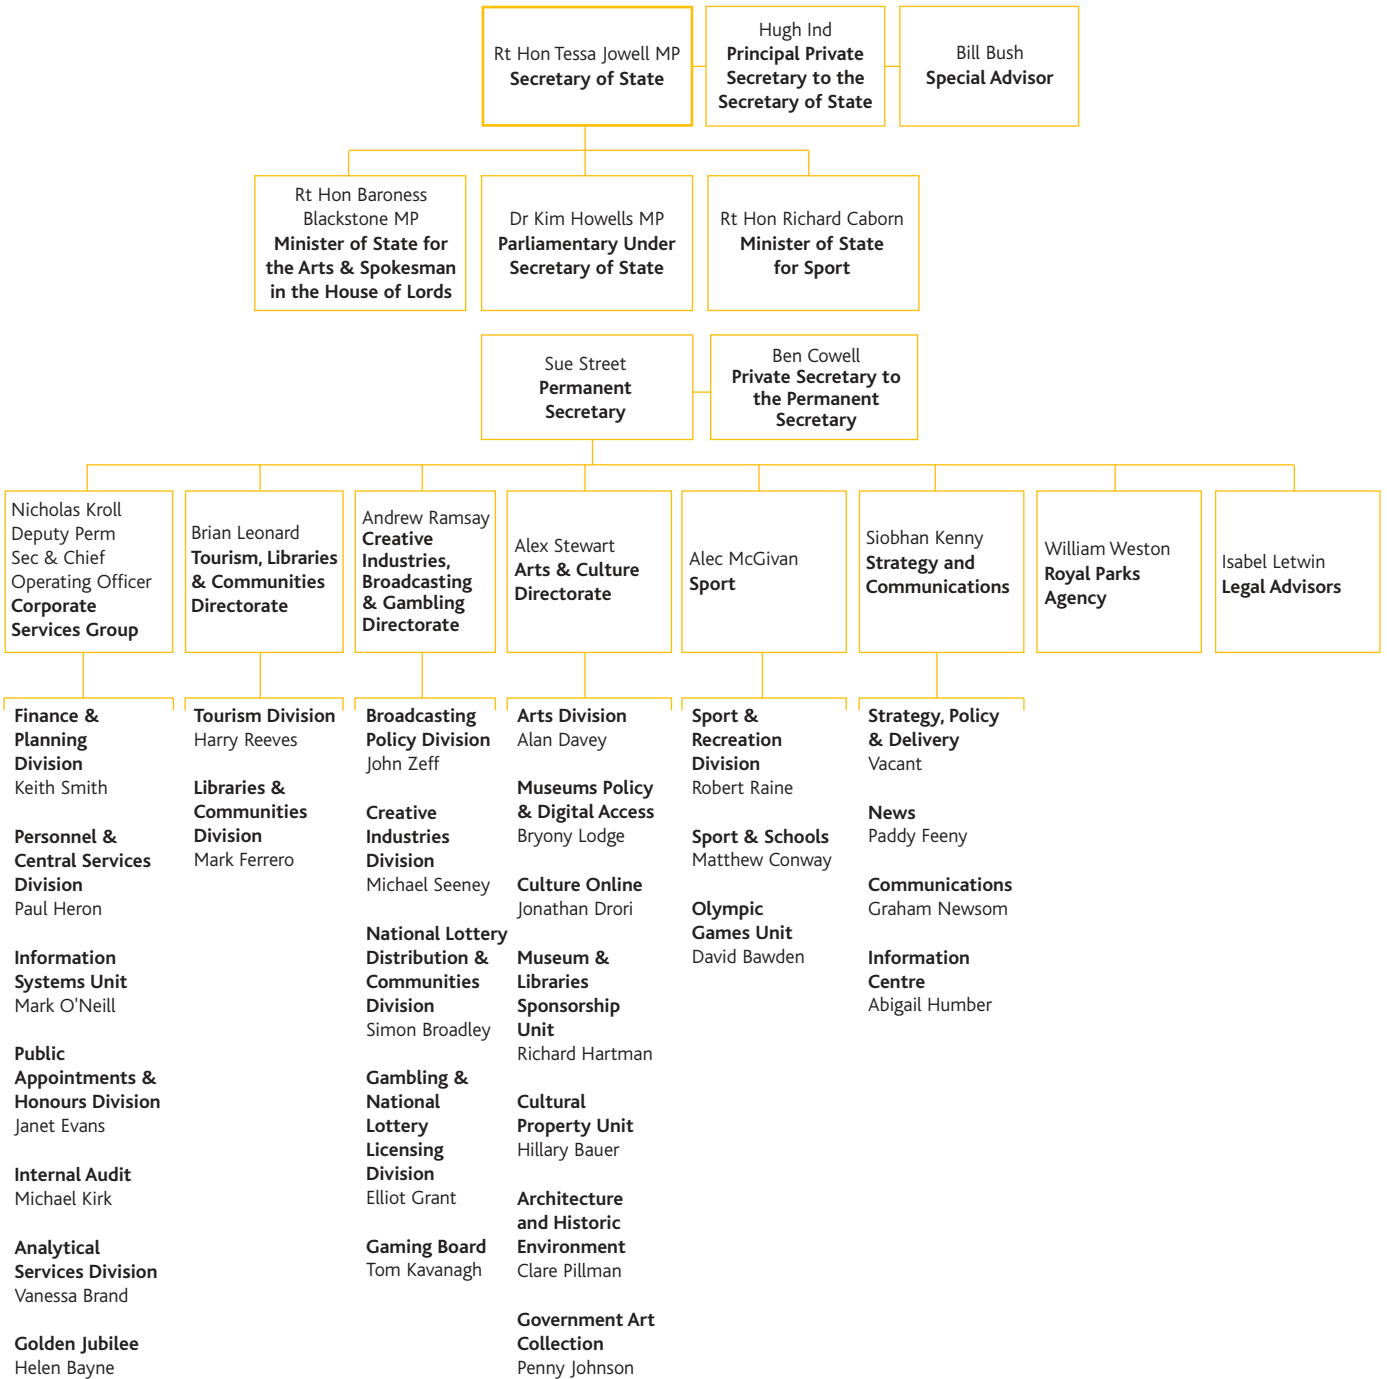 Rt Hon Tessa Jowell MP
Secretary of State
Hugh Ind
Principal Private
Secretary to the
Secretary of State
Bill Bush
Special Advisor
Rt Hon Baroness
Blackstone MP
Minister of State for
the Arts & Spokesman
in the House of Lords
Dr Kim Howells MP
Parliamentary Under
Secretary of State
Rt Hon Richard Caborn
Minister of State
for Sport
Sue Street
Permanent
Secretary
Ben Cowell
Private Secretary to
the Permanent
Secretary
Nicholas Kroll
Deputy Perm
Sec & Chief
Operating Officer
Corporate
Services Group
Brian Leonard
Tourism, Libraries
& Communities
Directorate
Andrew Ramsay
Creative
Industries,
Broadcasting
& Gambling
Directorate
Alex Stewart
Arts & Culture
Directorate
Alec McGivan
Sport
Siobhan Kenny
Strategy and
Communications
William Weston
Royal Parks
Agency
Isabel Letwin
Legal Advisors
Finance &
Planning
Division
Keith Smith
Personnel &
Central Services
Division
Paul Heron
Information
Systems Unit
Mark O'Neill
Public
Appointments &
Honours Division
Janet Evans
Internal Audit
Michael Kirk
Analytical
Services Division
Vanessa Brand
Golden Jubilee
Helen Bayne
Tourism Division
Harry Reeves
Libraries &
Communities
Division
Mark Ferrero
Broadcasting
Policy Division
John Zeff
Creative
Industries
Division
Michael Seeney
National Lottery
Distribution &
Communities
Division
Simon Broadley
Gambling &
National
Lottery
Licensing
Division
Elliot Grant
Gaming Board
Tom Kavanagh
Arts Division
Alan Davey
Museums Policy
& Digital Access
Bryony Lodge
Culture Online
Jonathan Drori
Museum &
Libraries
Sponsorship
Unit
Richard Hartman
Cultural
Property Unit
Hillary Bauer
Architecture
and Historic
Environment
Clare Pillman
Government Art
Collection
Penny Johnson
Sport &
Recreation
Division
Robert Raine
Sport & Schools
Matthew Conway
Olympic
Games Unit
David Bawden
Strategy, Policy
& Delivery
Vacant
News
Paddy Feeny
Communications
Graham Newsom
Information
Centre
Abigail Humber